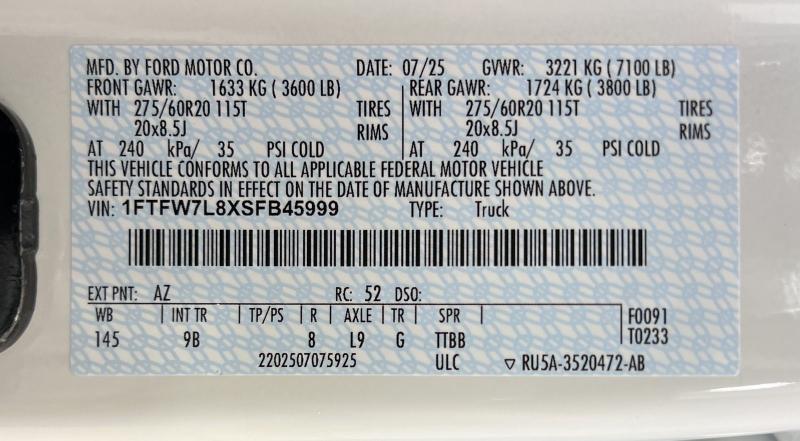 MFD. BY FORD MOTOR CO. DATE: 07/25 GVWR: 3221 KG ( 7100 LB)
FRONT GAWR: 1633 KG ( 3600 LB) REAR GAWR: 1724 KG ( 3800 LB)
WITH 275/60R20 115T TIRES WITH 275/60R20 115T TIRES
20x8.5J RIMS 20x8.5J RIMS
AT 240 kPa/ 35 PSI COLD AT 240 kPa/ 35 PSI COLD
THIS VEHICLE CONFORMS TO ALL APPLICABLE FEDERAL MOTOR VEHICLE
SAFETY STANDARDS IN EFFECT ON THE DATE OF MANUFACTURE SHOWN ABOVE.
VIN: 1FTFW7L8XSFB45999 TYPE: Truck
EXT PNT: AZ RC: 52 DSO:
WB INT TR TP/PS R AXLE TR SPR F0091
145 9B 8 L9 G TTBB T0233
2202507075925 ULC ▽ RU5A-3520472-AB